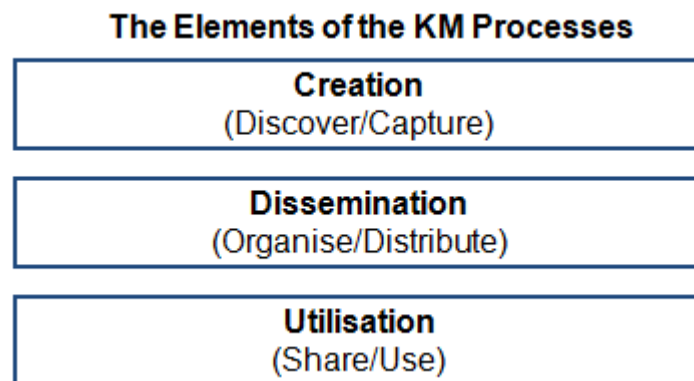 The Elements of the KM Processes
Creation
(Discover/Capture)
Dissemination
(Organise/Distribute)
Utilisation
(Share/Use)